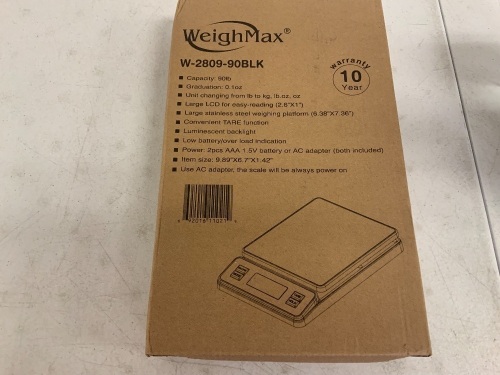 WeighMax®
W-2809-90BLK
warranty
10
Year
■ Capacity: 90lb
■ Graduation: 0.1oz
■ Unit changing from lb to kg, lb.oz, oz
■ Large LCD for easy-reading (2.8"X1")
■ Large stainless steel weighing platform (6.38"X7.36")
■ Convenient TARE function
■ Luminescent backlight
■ Low battery/over load indication
■ Power: 2pcs AAA 1.5V battery or AC adapter (both included)
■ Item size: 9.89"X6.7"X1.42"
■ Use AC adapter, the scale will be always power on